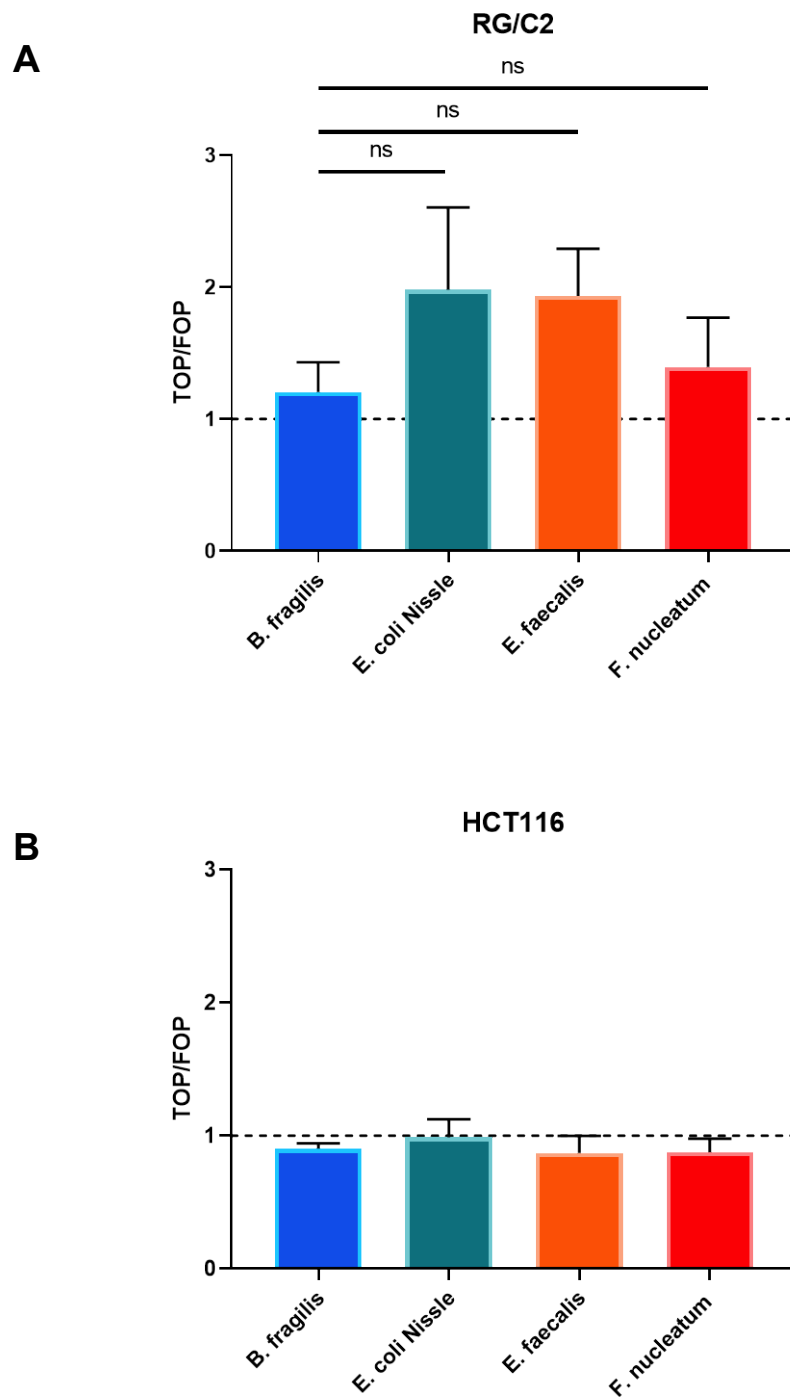 A
RG/C2
ns
ns
ns
3
2
1
0
TOP/FOP
B. fragilis
E. coli Nissle
E. faecalis
F. nucleatum
B
HCT116
3
2
1
0
TOP/FOP
B. fragilis
E. coli Nissle
E. faecalis
F. nucleatum